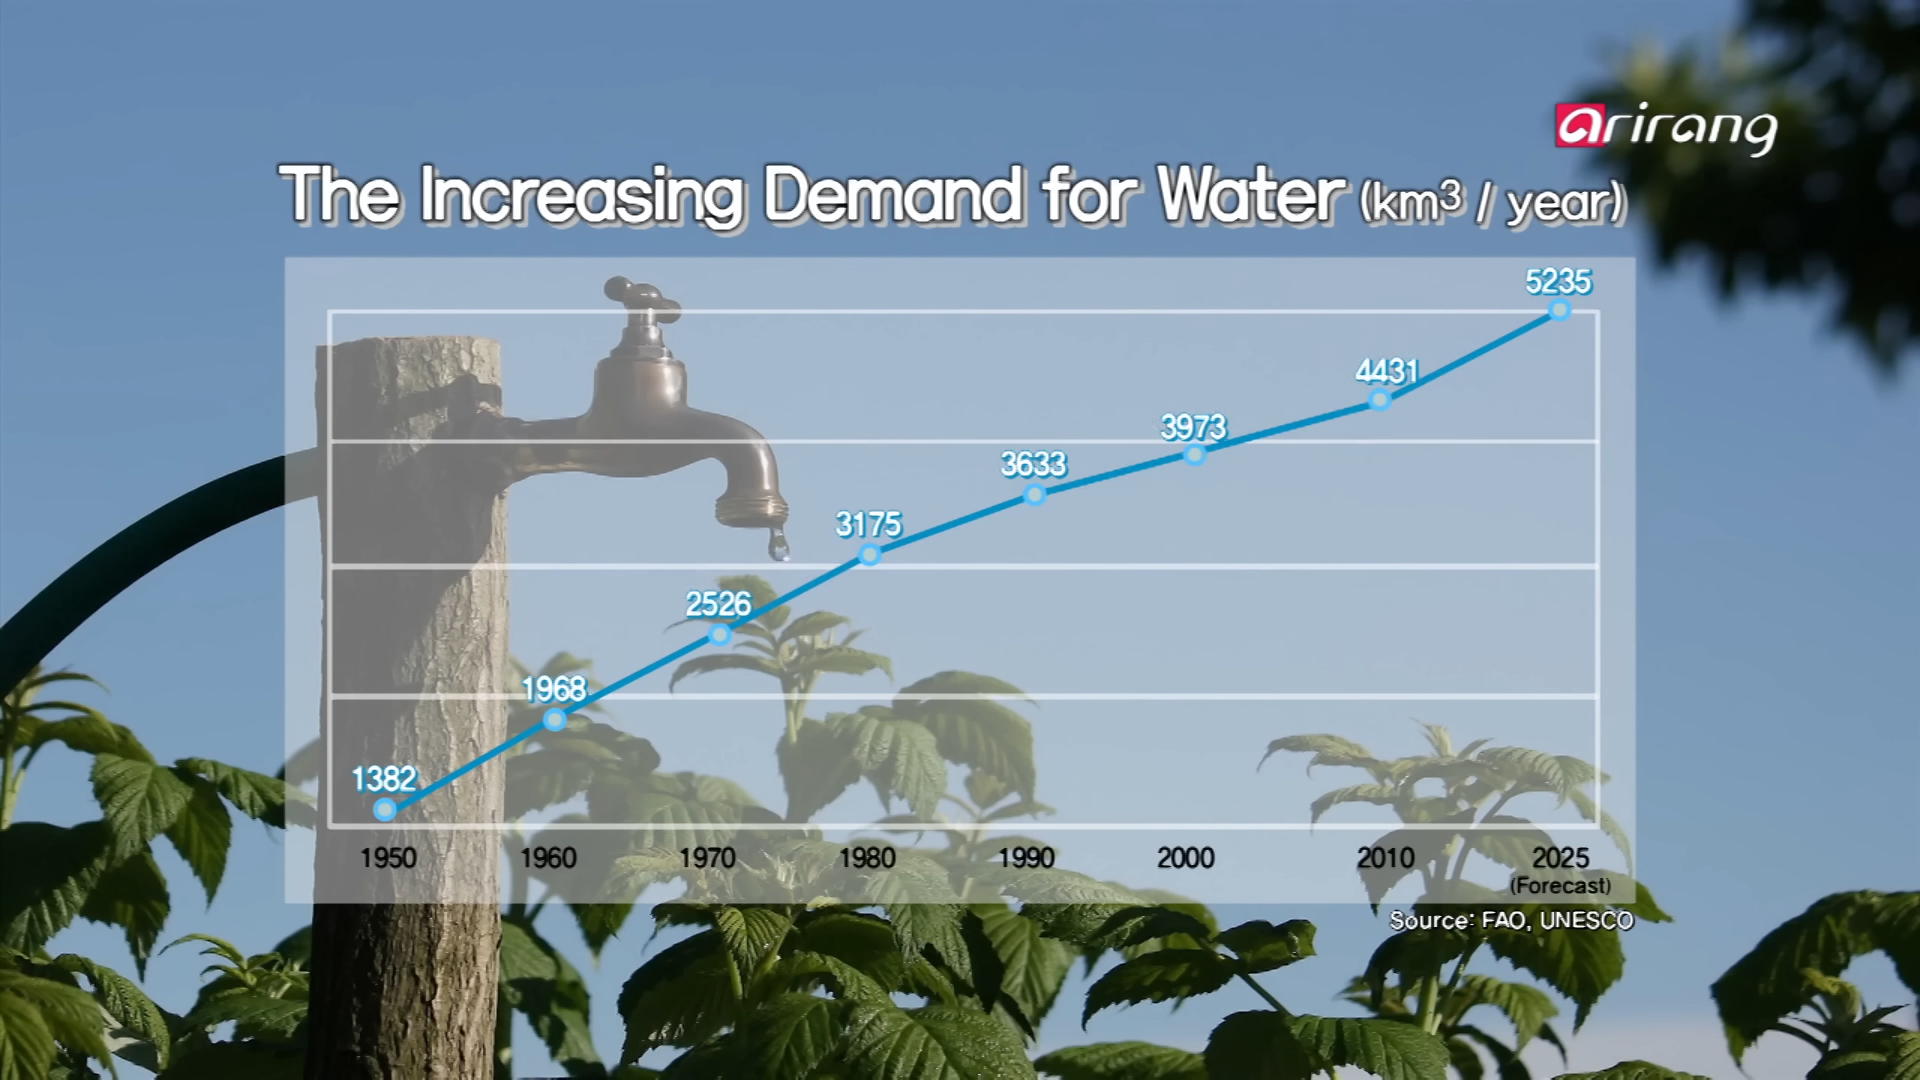 arirang
The Increasing Demand for Water (km³ / year)
5235
4431
3973
3633
3175
2526
1968
1382
1950 1960 1970 1980 1990 2000 2010 2025
(Forecast)
Source: FAO, UNESCO